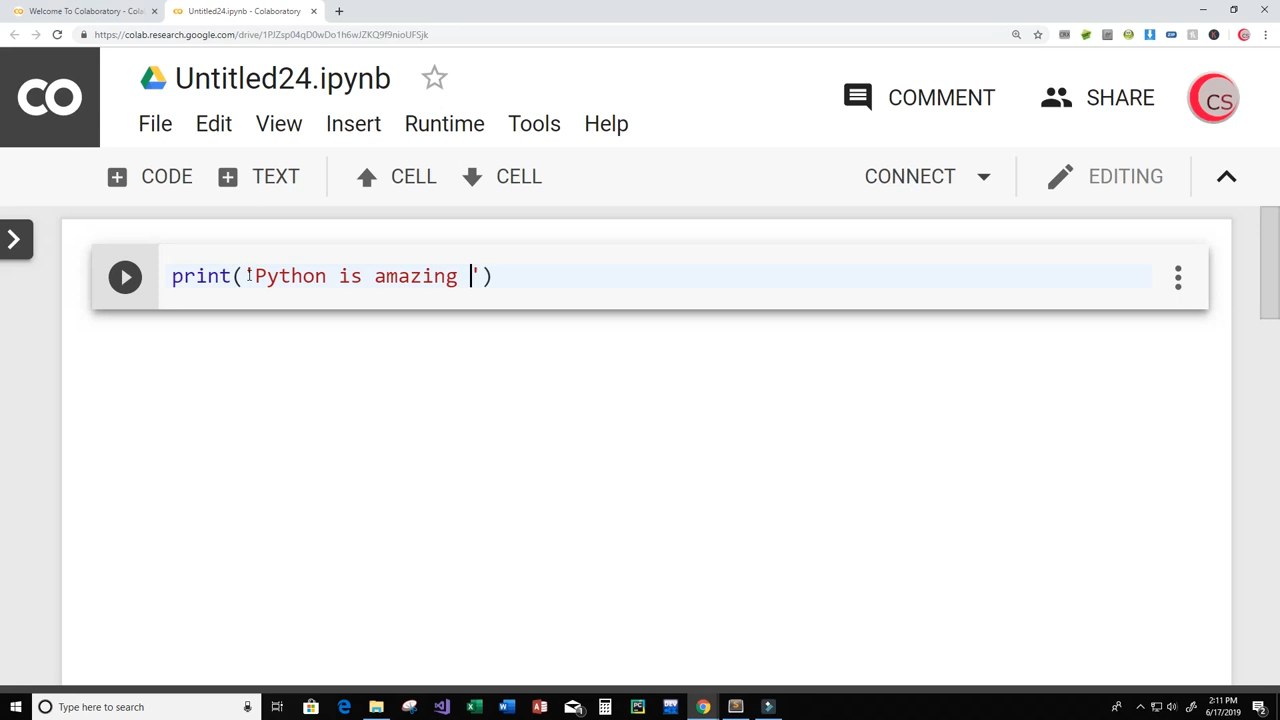 Welcome To Colaboratory - Cola
Untitled24.ipynb - Colaboratory
https://colab.research.google.com/drive/1PJZsp04qD0wDo1h6wJZKQ9f9nioUFSjk
CO
Untitled24.ipynb
COMMENT
SHARE
CS
File Edit View Insert Runtime Tools Help
CODE TEXT CELL CELL
CONNECT
EDITING
print('Python is amazing ')
Type here to search
2:11 PM
6/17/2019